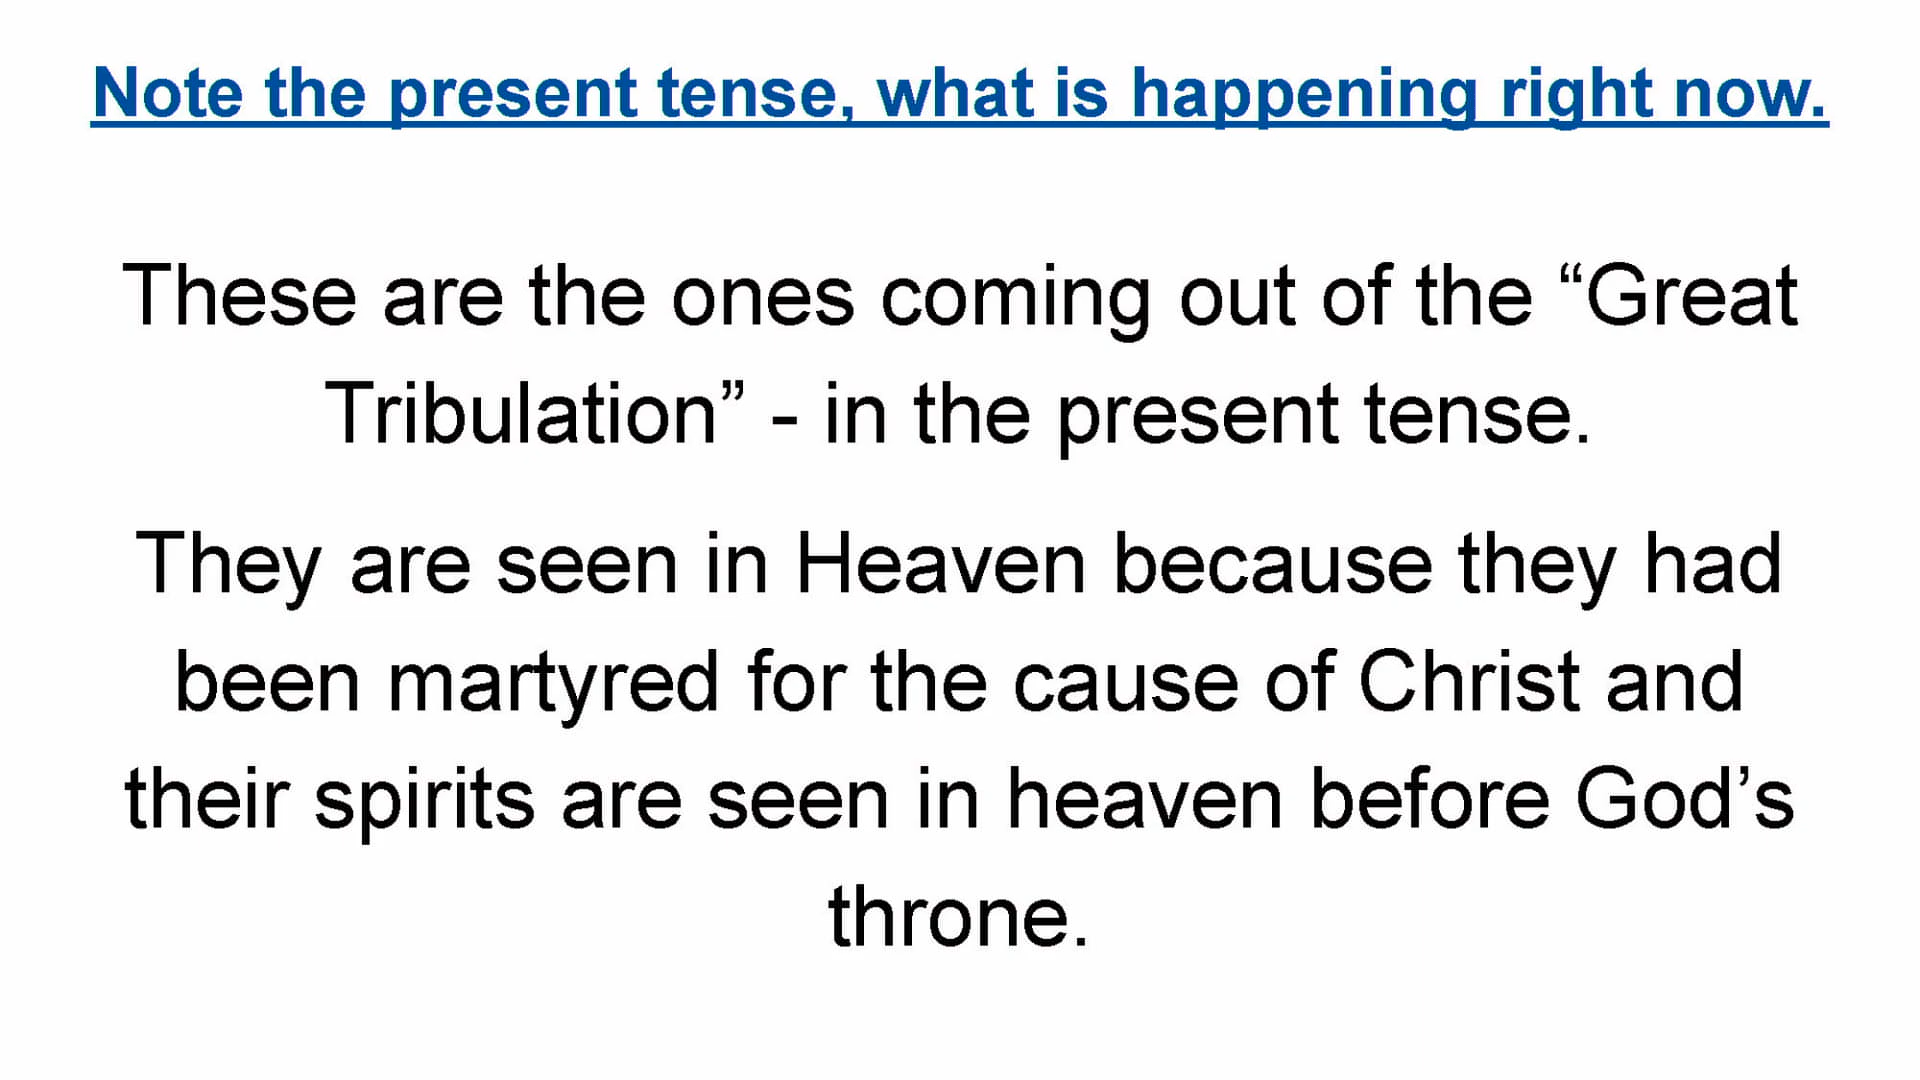 Note the present tense, what is happening right now.
These are the ones coming out of the “Great
Tribulation” - in the present tense.
They are seen in Heaven because they had
been martyred for the cause of Christ and
their spirits are seen in heaven before God’s
throne.